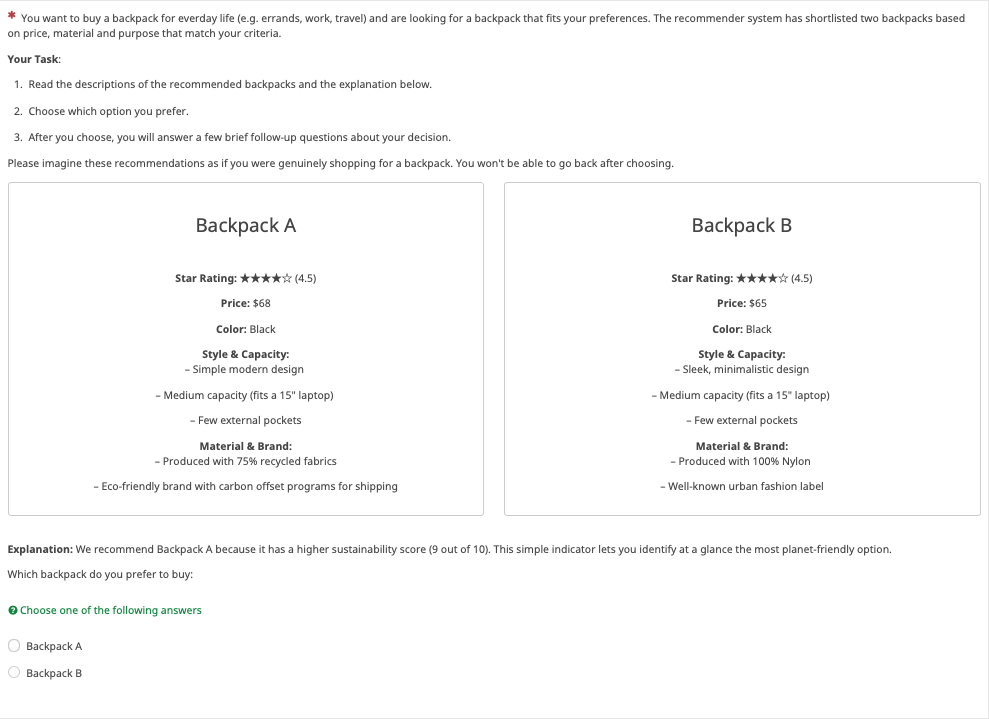 * You want to buy a backpack for everday life (e.g. errands, work, travel) and are looking for a backpack that fits your preferences. The recommender system has shortlisted two backpacks based
on price, material and purpose that match your criteria.
Your Task:
1. Read the descriptions of the recommended backpacks and the explanation below.
2. Choose which option you prefer.
3. After you choose, you will answer a few brief follow-up questions about your decision.
Please imagine these recommendations as if you were genuinely shopping for a backpack. You won't be able to go back after choosing.
Backpack A
Star Rating: ★★★★☆ (4.5)
Price: $68
Color: Black
Style & Capacity:
– Simple modern design
– Medium capacity (fits a 15" laptop)
– Few external pockets
Material & Brand:
– Produced with 75% recycled fabrics
– Eco-friendly brand with carbon offset programs for shipping
Backpack B
Star Rating: ★★★★☆ (4.5)
Price: $65
Color: Black
Style & Capacity:
– Sleek, minimalistic design
– Medium capacity (fits a 15" laptop)
– Few external pockets
Material & Brand:
– Produced with 100% Nylon
– Well-known urban fashion label
Explanation: We recommend Backpack A because it has a higher sustainability score (9 out of 10). This simple indicator lets you identify at a glance the most planet-friendly option.
Which backpack do you prefer to buy:
? Choose one of the following answers
Backpack A
Backpack B